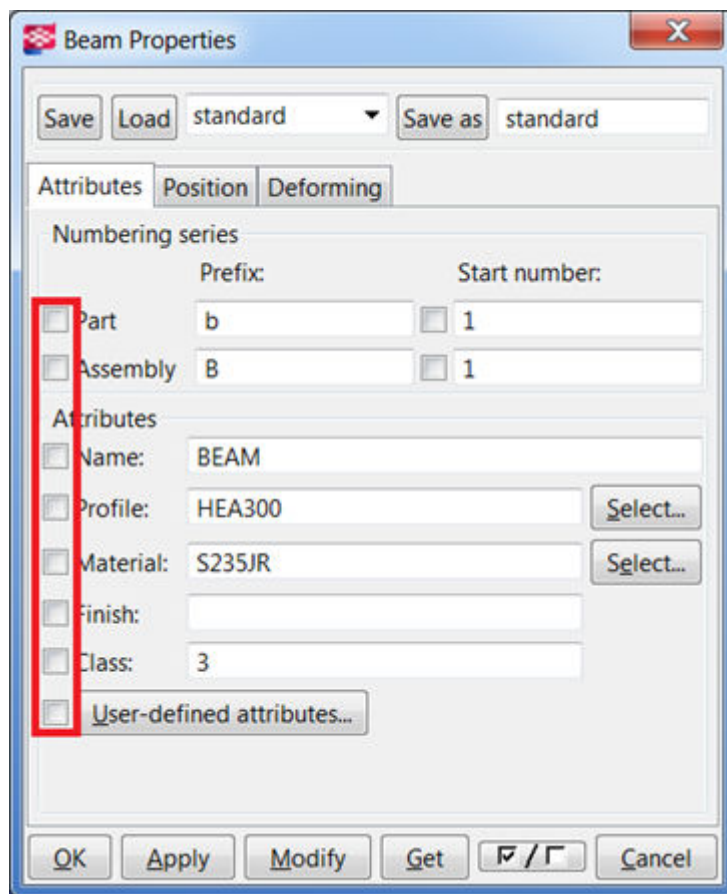 Beam Properties
Save Load standard Save as standard
Attributes Position Deforming
Numbering series
Prefix: Start number:
Part b 1
Assembly B 1
Attributes
Name: BEAM
Profile: HEA300 Select...
Material: S235JR Select...
Finish:
Class: 3
User-defined attributes...
OK Apply Modify Get / Cancel